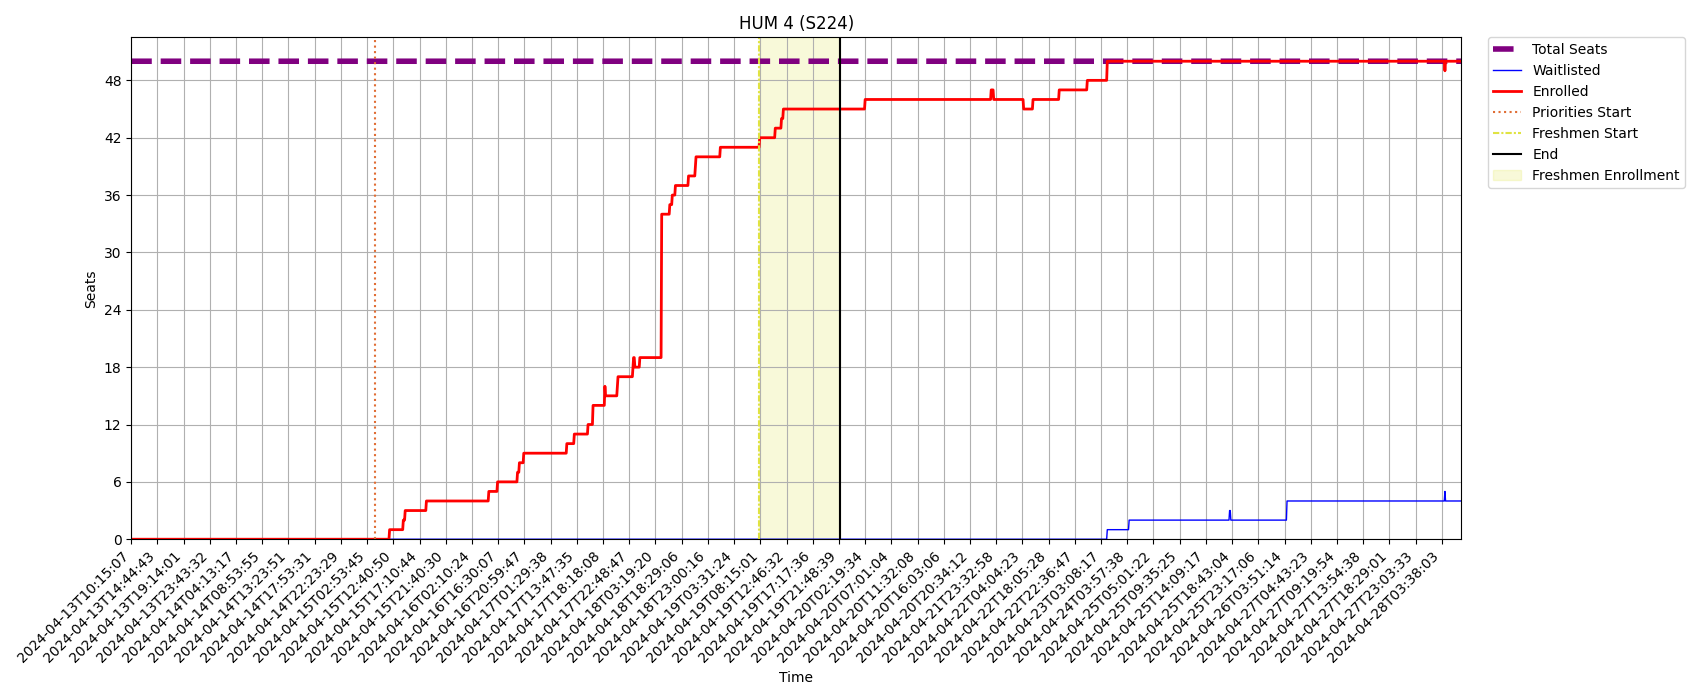 HUM 4 (S224)
Total Seats
Waitlisted
Enrolled
Priorities Start
Freshmen Start
End
Freshmen Enrollment
Seats
48
42
36
30
24
18
12
6
0
2024-04-13T10:15:07
2024-04-13T14:44:43
2024-04-13T19:14:01
2024-04-13T23:43:32
2024-04-14T04:13:17
2024-04-14T08:53:55
2024-04-14T13:23:51
2024-04-14T17:53:31
2024-04-14T22:23:29
2024-04-15T02:53:45
2024-04-15T12:40:50
2024-04-15T17:10:44
2024-04-15T21:40:30
2024-04-16T02:10:24
2024-04-16T16:30:07
2024-04-16T20:59:47
2024-04-17T01:29:38
2024-04-17T13:47:35
2024-04-17T18:18:08
2024-04-17T22:48:47
2024-04-18T03:19:20
2024-04-18T18:29:06
2024-04-18T23:00:16
2024-04-19T03:31:24
2024-04-19T08:15:01
2024-04-19T12:46:32
2024-04-19T17:17:36
2024-04-19T21:48:39
2024-04-20T02:19:34
2024-04-20T07:01:04
2024-04-20T11:32:08
2024-04-20T16:03:06
2024-04-20T20:34:12
2024-04-21T23:32:58
2024-04-22T04:04:23
2024-04-22T18:05:28
2024-04-22T22:36:47
2024-04-23T03:08:17
2024-04-24T03:57:38
2024-04-25T05:01:22
2024-04-25T09:35:25
2024-04-25T14:09:17
2024-04-25T18:43:04
2024-04-25T23:17:06
2024-04-26T03:51:14
2024-04-27T04:43:23
2024-04-27T09:19:54
2024-04-27T13:54:38
2024-04-27T18:29:01
2024-04-27T23:03:33
2024-04-28T03:38:03
Time